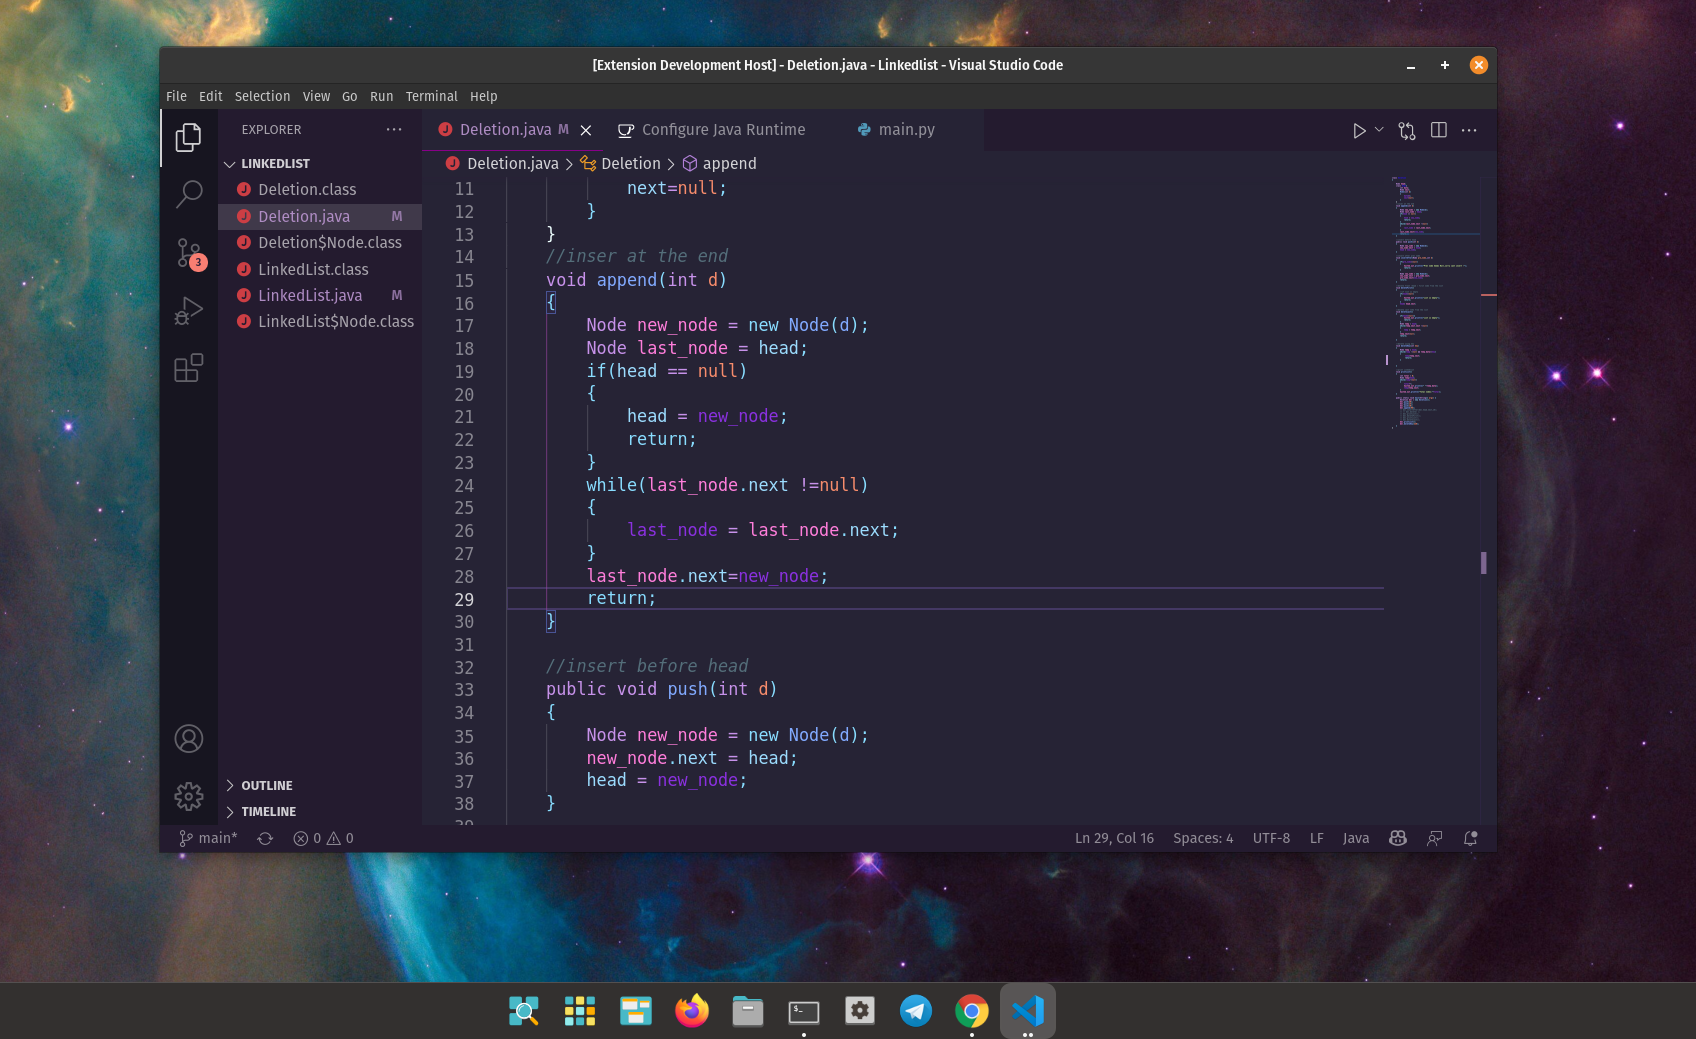 [Extension Development Host] - Deletion.java - Linkedlist - Visual Studio Code
File Edit Selection View Go Run Terminal Help
EXPLORER
LINKEDLIST
Deletion.class
Deletion.java M
Deletion$Node.class
LinkedList.class
LinkedList.java M
LinkedList$Node.class
3
OUTLINE
TIMELINE
Deletion.java M Configure Java Runtime main.py
Deletion.java > Deletion > append
11 next=null;
12 }
13 }
14 //inser at the end
15 void append(int d)
16 {
17 Node new_node = new Node(d);
18 Node last_node = head;
19 if(head == null)
20 {
21 head = new_node;
22 return;
23 }
24 while(last_node.next !=null)
25 {
26 last_node = last_node.next;
27 }
28 last_node.next=new_node;
29 return;
30 }
31
32 //insert before head
33 public void push(int d)
34 {
35 Node new_node = new Node(d);
36 new_node.next = head;
37 head = new_node;
38 }
main* 0 0 Ln 29, Col 16 Spaces: 4 UTF-8 LF Java
$_